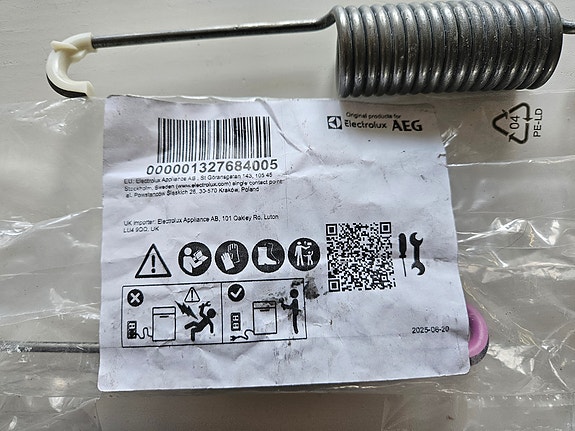 Original products for
Electrolux AEG
000001327684005
EU: Electrolux Appliance AB, St Göransgatan 143, 105 45
Stockholm, Sweden (www.electrolux.com) single contact point
al. Powstańców Śląskich 26, 30-570 Kraków, Poland
UK importer: Electrolux Appliance AB, 101 Oakley Rd, Luton
LU4 9QQ, UK
2025-06-20
04
PE-LD